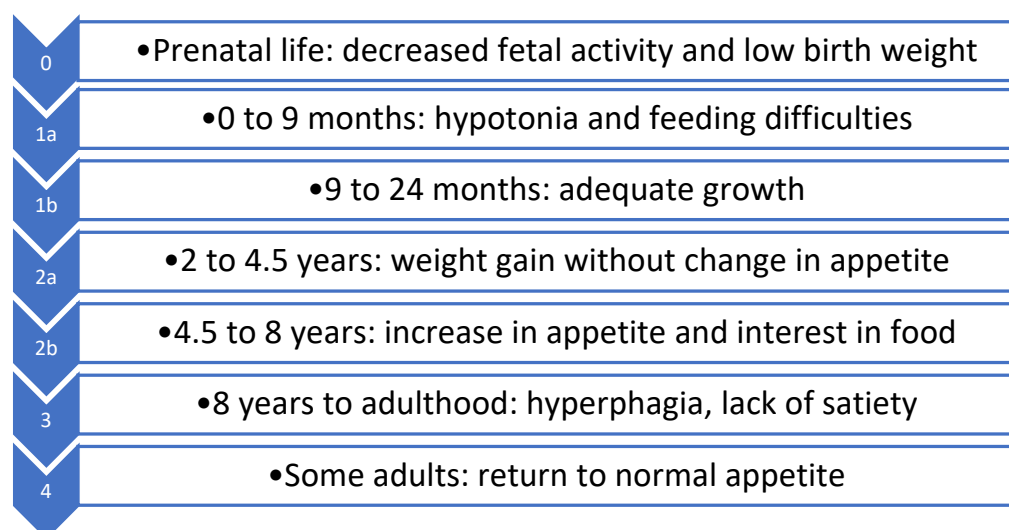 0
•Prenatal life: decreased fetal activity and low birth weight
1a
•0 to 9 months: hypotonia and feeding difficulties
1b
•9 to 24 months: adequate growth
2a
•2 to 4.5 years: weight gain without change in appetite
2b
•4.5 to 8 years: increase in appetite and interest in food
3
•8 years to adulthood: hyperphagia, lack of satiety
4
•Some adults: return to normal appetite